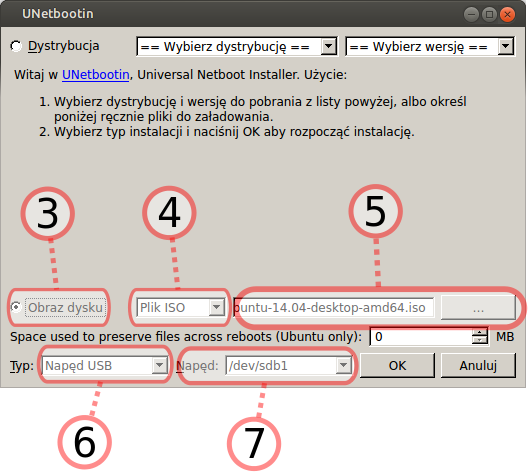 UNetbootin
Dystrybucja == Wybierz dystrybucję == == Wybierz wersję ==
Witaj w UNetbootin, Universal Netboot Installer. Użycie:
1. Wybierz dystrybucję i wersję do pobrania z listy powyżej, albo określ
poniżej ręcznie pliki do załadowania.
2. Wybierz typ instalacji i naciśnij OK aby rozpocząć instalację.
3 4 5
Obraz dysku Plik ISO buntu-14.04-desktop-amd64.iso ...
Space used to preserve files across reboots (Ubuntu only): 0 MB
Typ: Napęd USB Napęd: /dev/sdb1 OK Anuluj
6 7